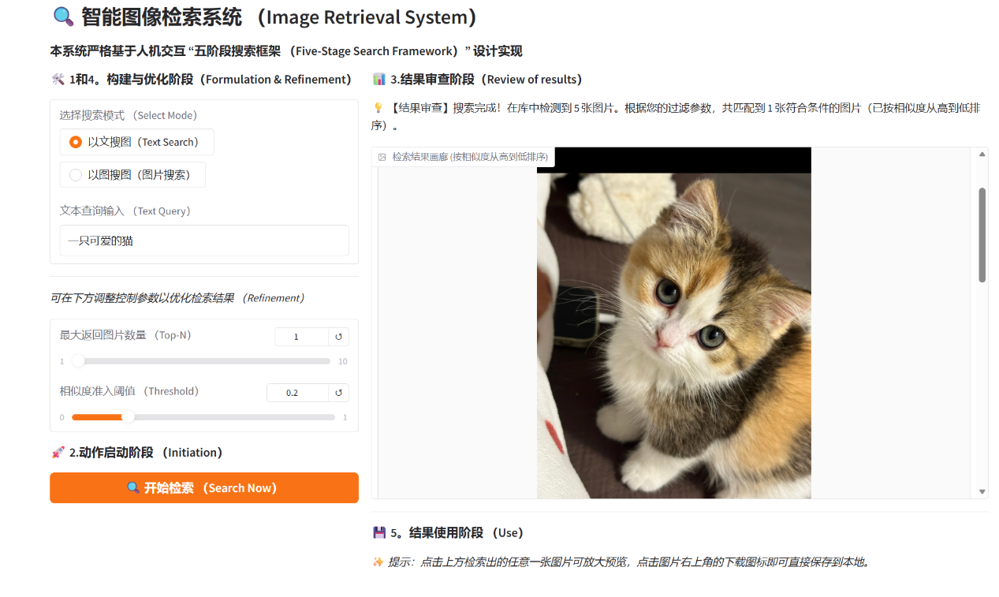 🔍 智能图像检索系统 （Image Retrieval System）
本系统严格基于人机交互 “五阶段搜索框架 （Five-Stage Search Framework）” 设计实现
🛠️ 1和4。构建与优化阶段（Formulation & Refinement）
选择搜索模式 （Select Mode）
以文搜图（Text Search）
以图搜图（图片搜索）
文本查询输入 （Text Query）
一只可爱的猫
可在下方调整控制参数以优化检索结果 （Refinement）
最大返回图片数量 （Top-N）
1 ↺
1 10
相似度准入阈值 （Threshold）
0.2 ↺
0 1
🚀 2.动作启动阶段 （Initiation）
🔍 开始检索 （Search Now）
📊 3.结果审查阶段（Review of results）
💡 【结果审查】搜索完成！在库中检测到 5 张图片。根据您的过滤参数，共匹配到 1 张符合条件的图片（已按相似度从高到低排
序）。
检索结果画廊 (按相似度从高到低排序)
💾 5。结果使用阶段 （Use）
✨ 提示：点击上方检索出的任意一张图片可放大预览，点击图片右上角的下载图标即可直接保存到本地。